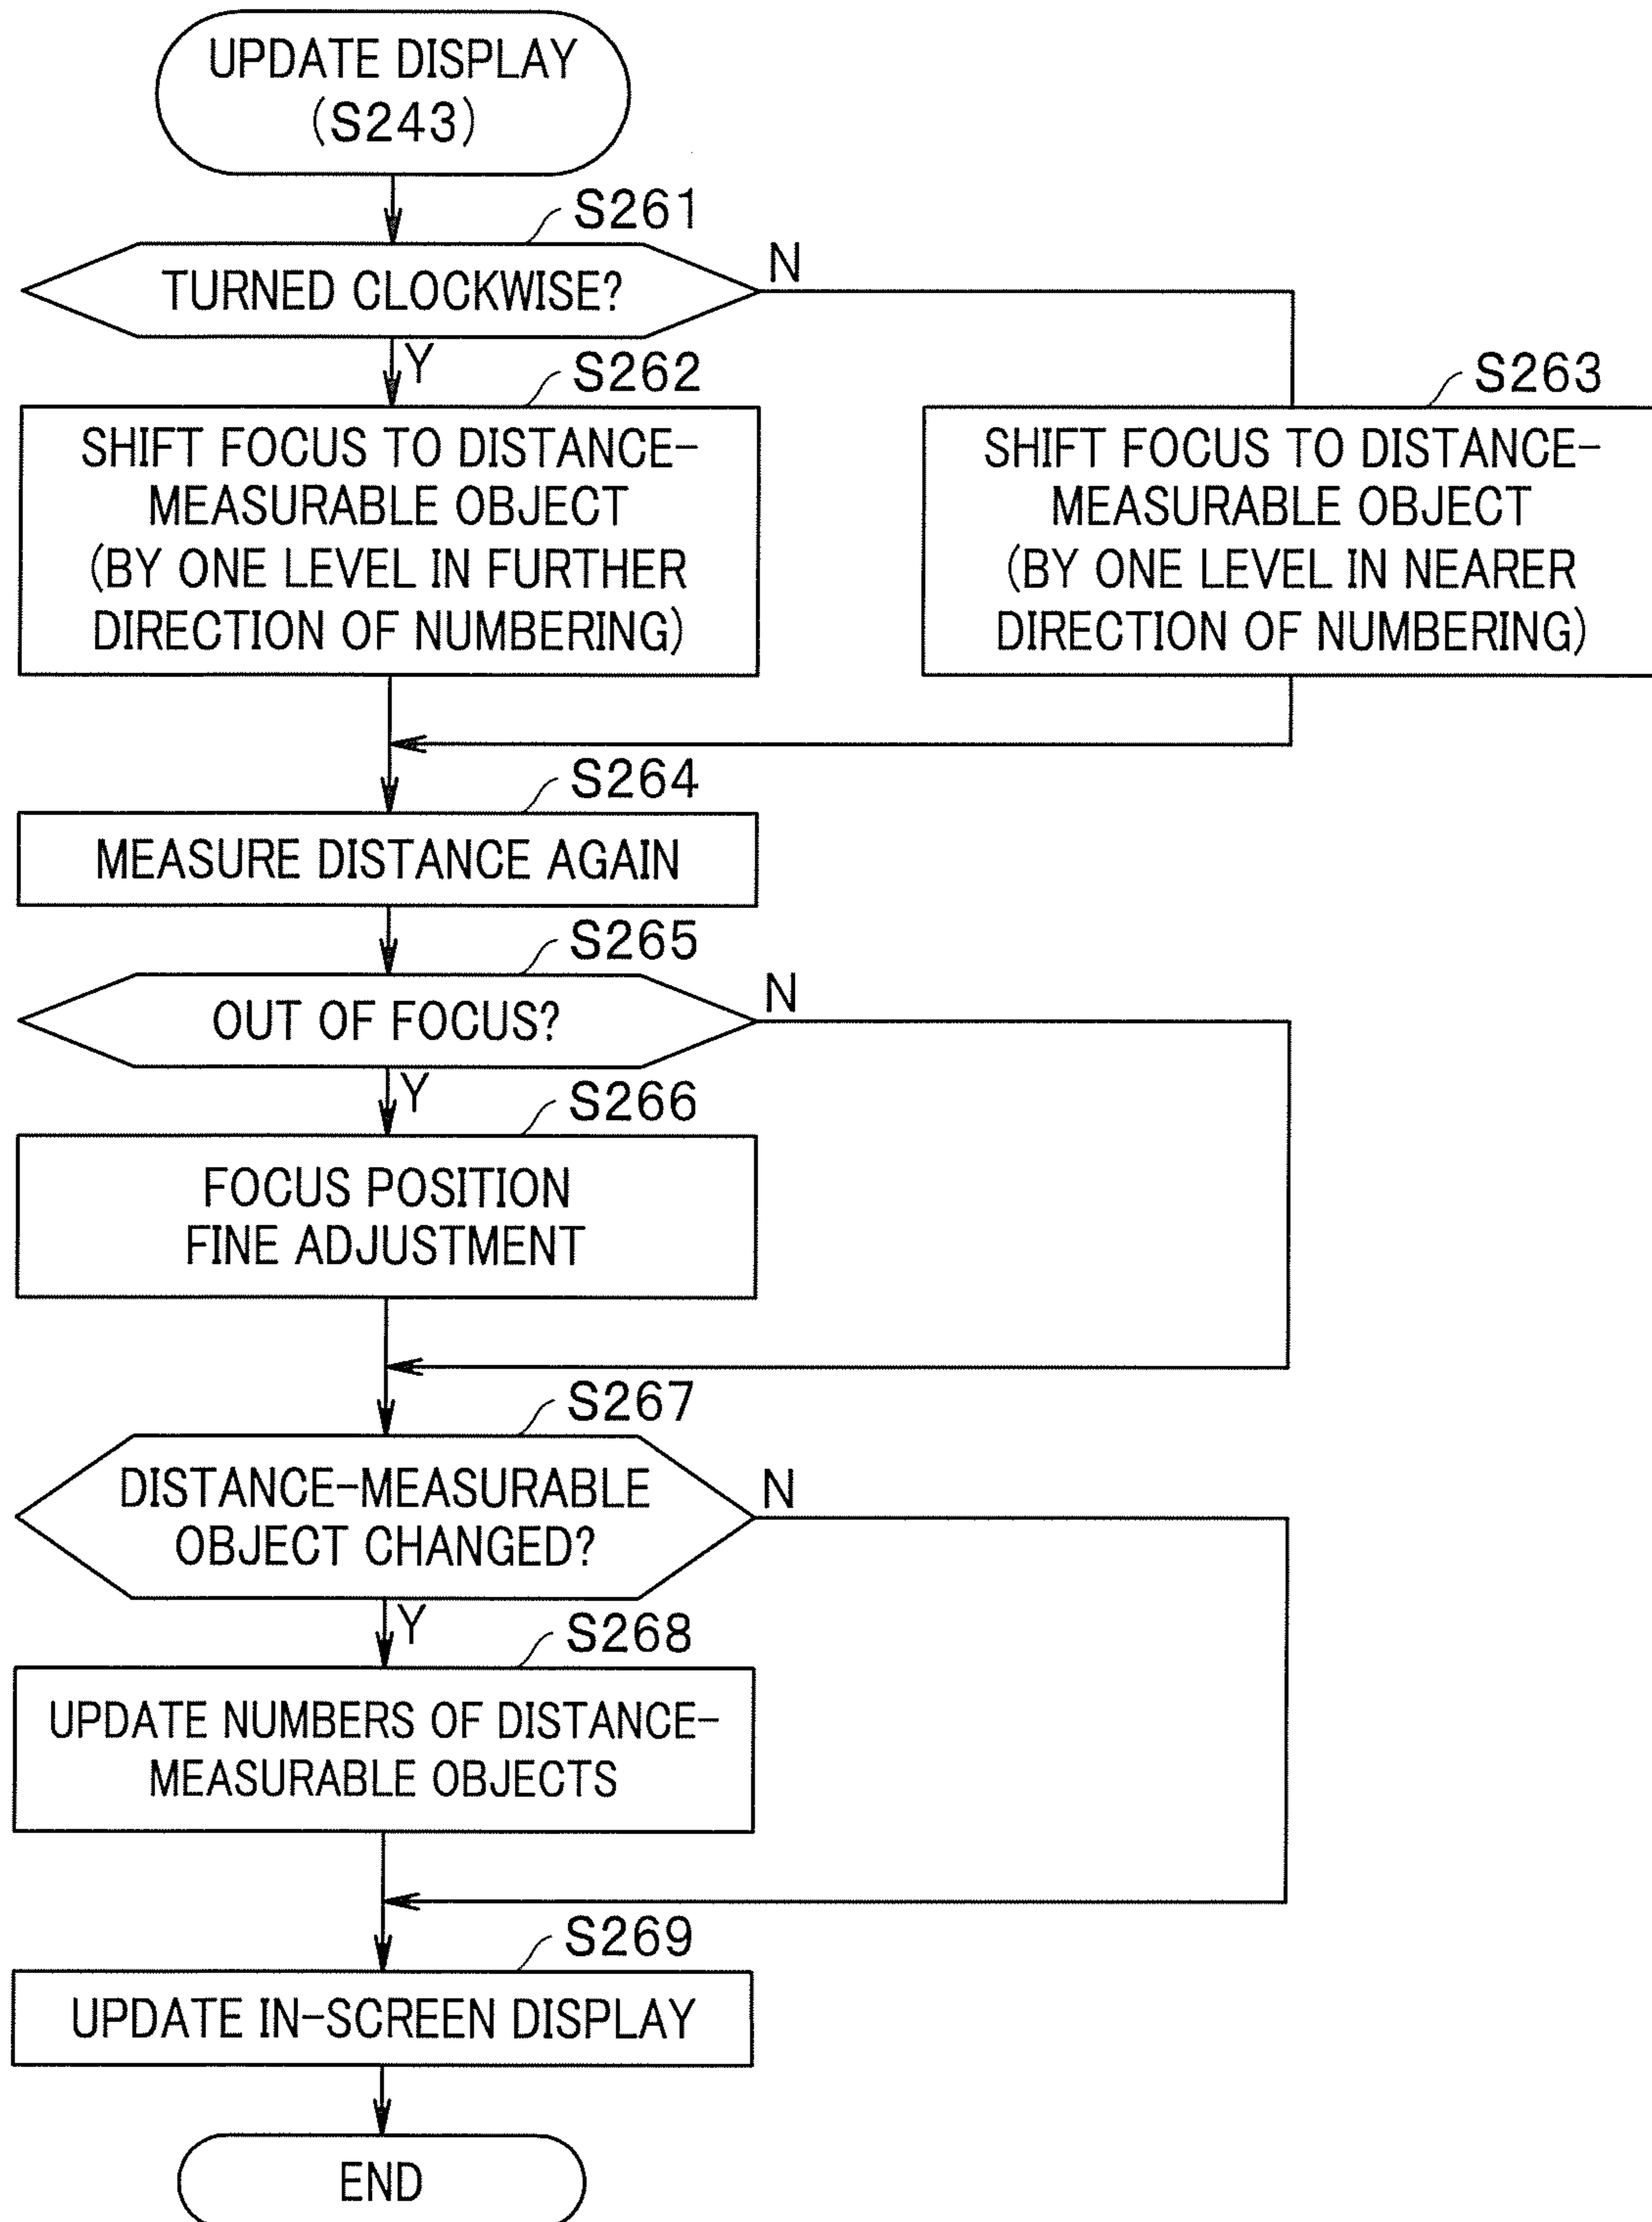 UPDATE DISPLAY
(S243)
S261
TURNED CLOCKWISE?
N
Y
S262
SHIFT FOCUS TO DISTANCE-
MEASURABLE OBJECT
(BY ONE LEVEL IN FURTHER
DIRECTION OF NUMBERING)
S263
SHIFT FOCUS TO DISTANCE-
MEASURABLE OBJECT
(BY ONE LEVEL IN NEARER
DIRECTION OF NUMBERING)
S264
MEASURE DISTANCE AGAIN
S265
OUT OF FOCUS?
N
Y
S266
FOCUS POSITION
FINE ADJUSTMENT
S267
DISTANCE-MEASURABLE
OBJECT CHANGED?
N
Y
S268
UPDATE NUMBERS OF DISTANCE-
MEASURABLE OBJECTS
S269
UPDATE IN-SCREEN DISPLAY
END